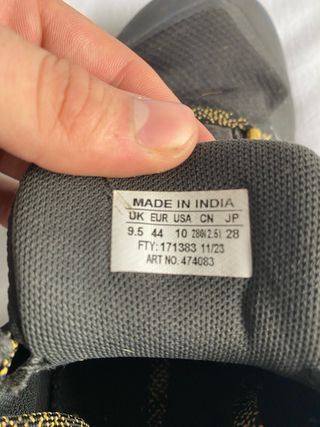 MADE IN INDIA
UK EUR USA CN JP
9.5 44 10 280(2.5) 28
FTY: 171383 11/23
ART NO. 474083